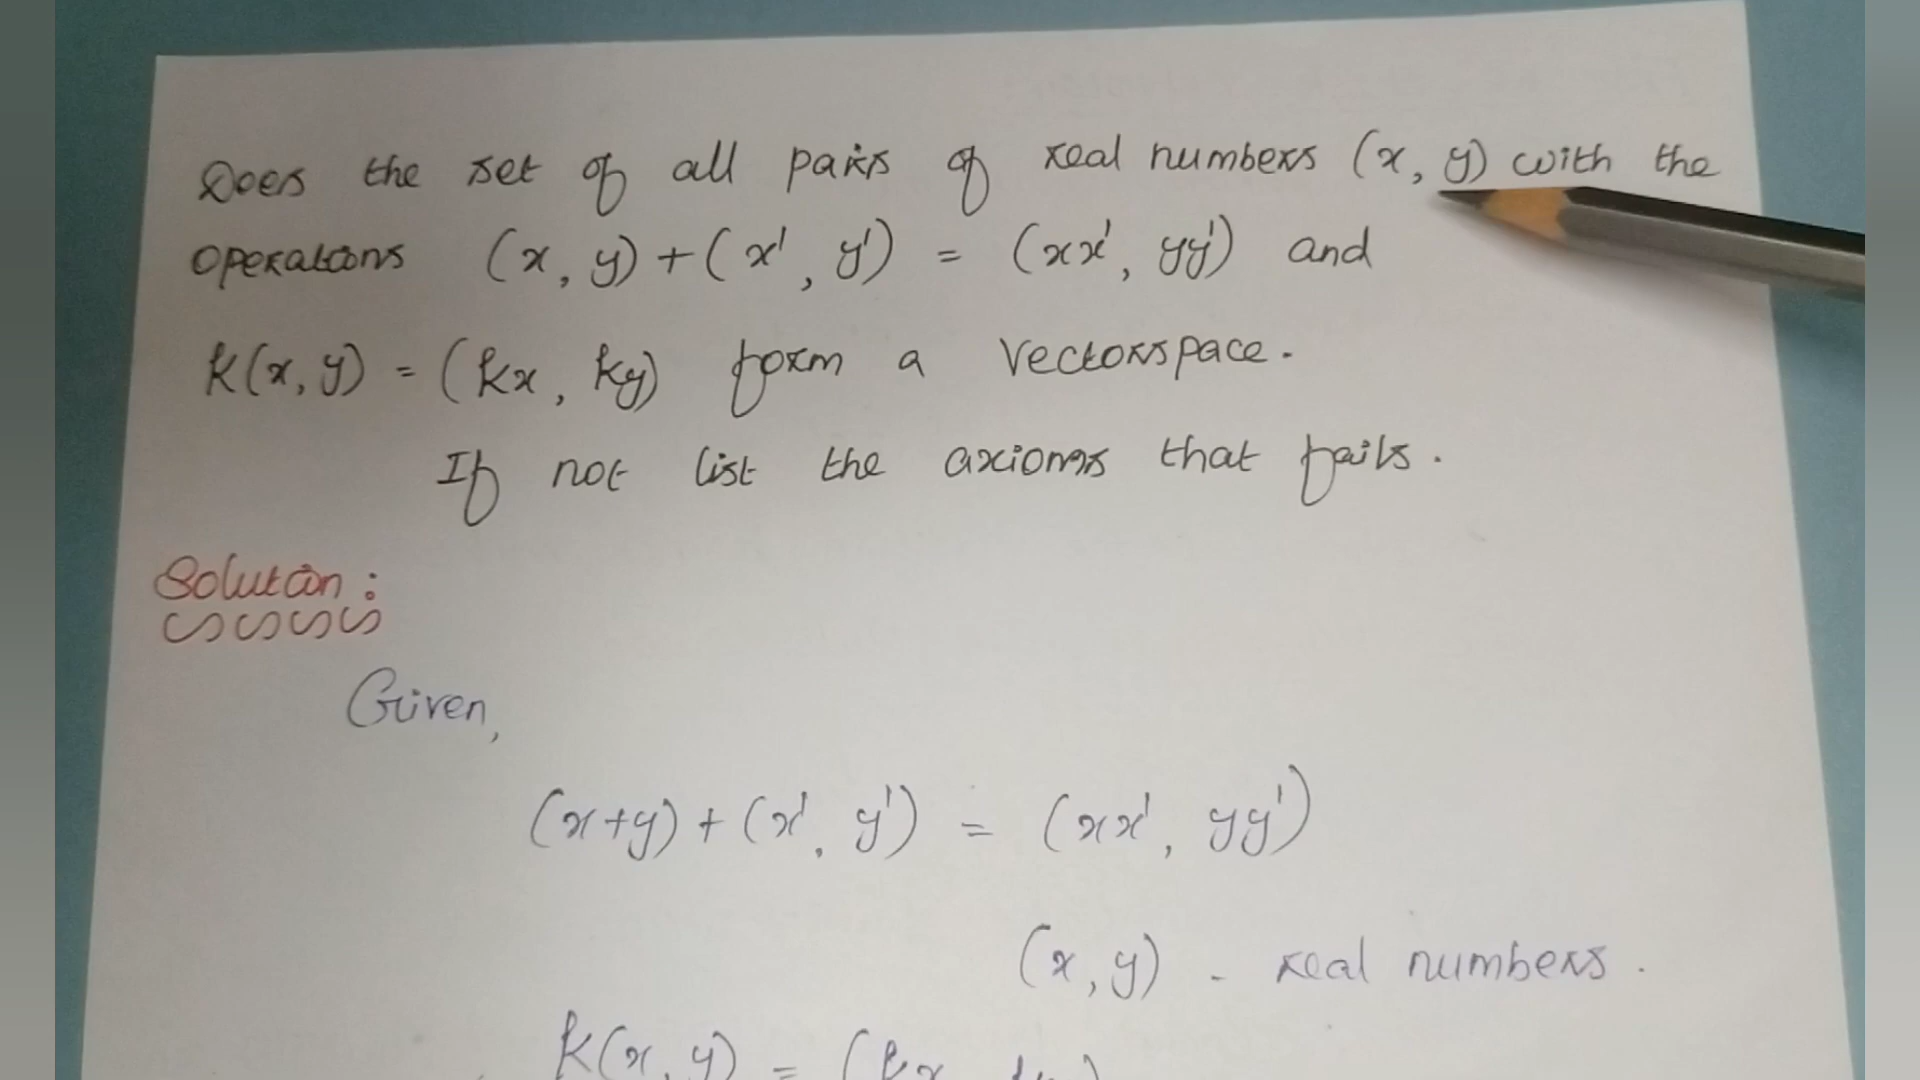 Does the set of all pairs of real numbers (x, y) with the
operations (x, y) + (x', y') = (xx', yy') and
k(x, y) = (kx, ky) form a vectorspace.
If not list the axioms that fails.
Solution:
Given,
(x+y) + (x', y') = (xx', yy')
(x, y) - real numbers.
k(x, y) = (kx